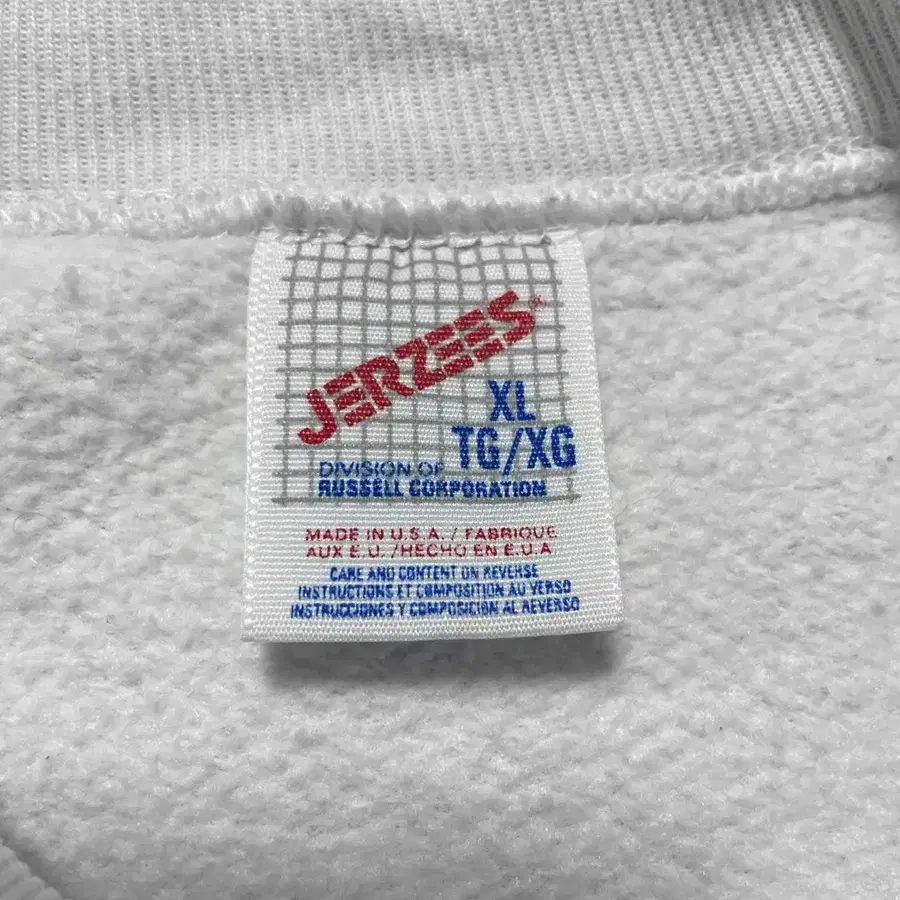 JERZEES®
XL
TG/XG
DIVISION OF
RUSSELL CORPORATION
MADE IN U.S.A. / FABRIQUE
AUX E.U. /HECHO EN E.U.A
CARE AND CONTENT ON REVERSE
INSTRUCTIONS ET COMPOSITION AU VERSO
INSTRUCCIONES Y COMPOSICION AL REVERSO